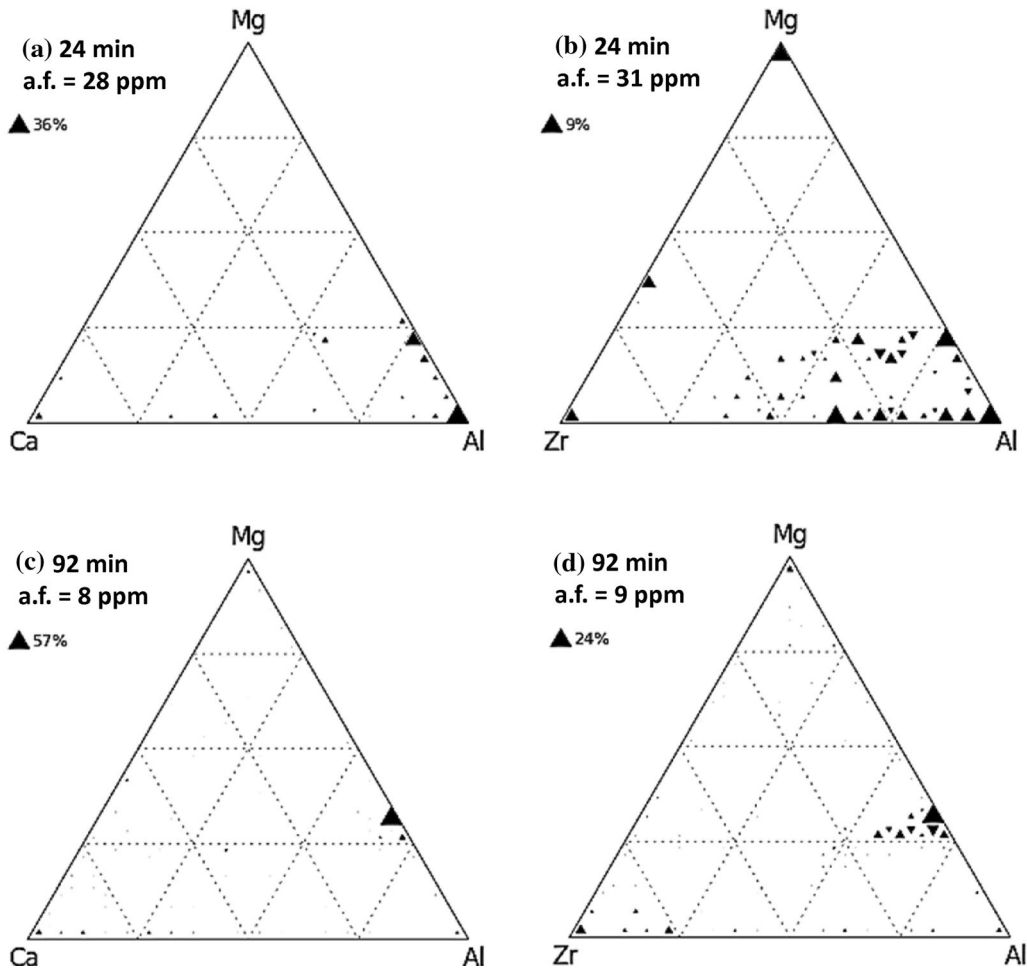 Mg
(a) 24 min
a.f. = 28 ppm
36%
Ca
Al
Mg
(b) 24 min
a.f. = 31 ppm
9%
Zr
Al
Mg
(c) 92 min
a.f. = 8 ppm
57%
Ca
Al
Mg
(d) 92 min
a.f. = 9 ppm
24%
Zr
Al